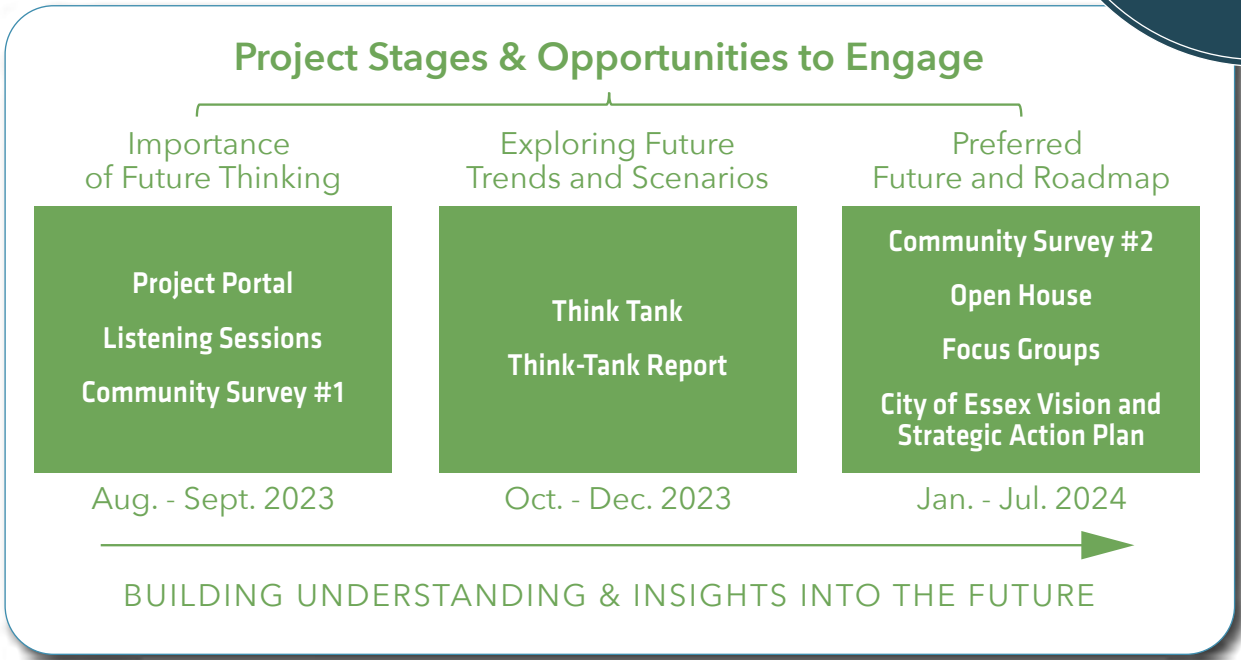 Project Stages & Opportunities to Engage
Importance
of Future Thinking
Project Portal
Listening Sessions
Community Survey #1
Aug. - Sept. 2023
Exploring Future
Trends and Scenarios
Think Tank
Think-Tank Report
Oct. - Dec. 2023
Preferred
Future and Roadmap
Community Survey #2
Open House
Focus Groups
City of Essex Vision and
Strategic Action Plan
Jan. - Jul. 2024
BUILDING UNDERSTANDING & INSIGHTS INTO THE FUTURE